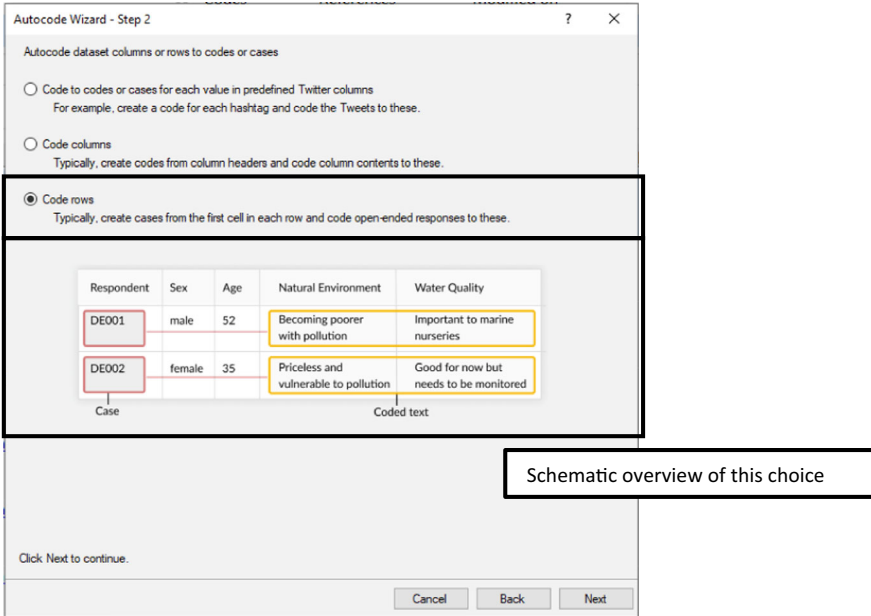 Autocode Wizard - Step 2
?
Autocode dataset columns or rows to codes or cases
Code to codes or cases for each value in predefined Twitter columns
For example, create a code for each hashtag and code the Tweets to these.
Code columns
Typically, create codes from column headers and code column contents to these.
Code rows
Typically, create cases from the first cell in each row and code open-ended responses to these.
Respondent Sex Age Natural Environment Water Quality
DE001 male 52 Becoming poorer Important to marine
with pollution nurseries
DE002 female 35 Priceless and Good for now but
vulnerable to pollution needs to be monitored
Case Coded text
Schematic overview of this choice
Click Next to continue.
Cancel Back Next